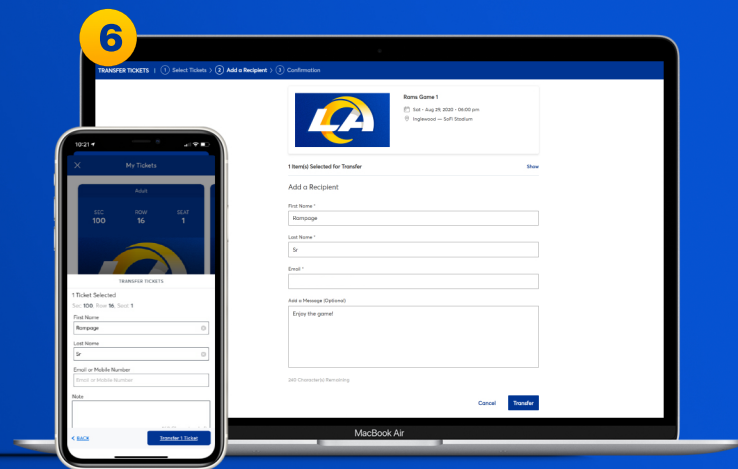 6
TRANSFER TICKETS | 1 Select Tickets > 2 Add a Recipient > 3 Confirmation
LA
Rams Game 1
Sat - Aug 29, 2020 - 05:00 pm
Inglewood — SoFi Stadium
1 Item(s) Selected for Transfer
Show
Add a Recipient
First Name *
Rampage
Last Name *
Sr
Email *
Add a Message (Optional)
Enjoy the game!
240 Character(s) Remaining
Cancel
Transfer
MacBook Air
10:21
My Tickets
Adult
SEC ROW SEAT
100 16 1
TRANSFER TICKETS
1 Ticket Selected
Sec 100, Row 16, Seat 1
First Name
Rampage
Last Name
Sr
Email or Mobile Number
Email or Mobile Number
Note
< BACK
Transfer 1 Ticket